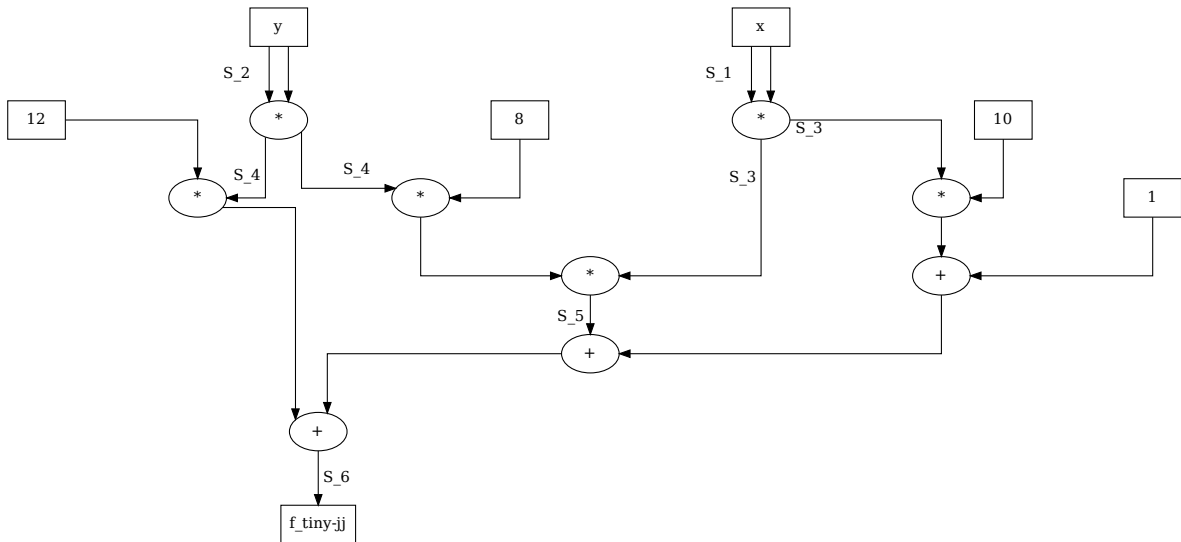 y
x
S_2
S_1
12
*
8
*
S_3
10
S_4
S_4
S_3
*
*
*
1
*
+
S_5
+
+
S_6
f_tiny-jj